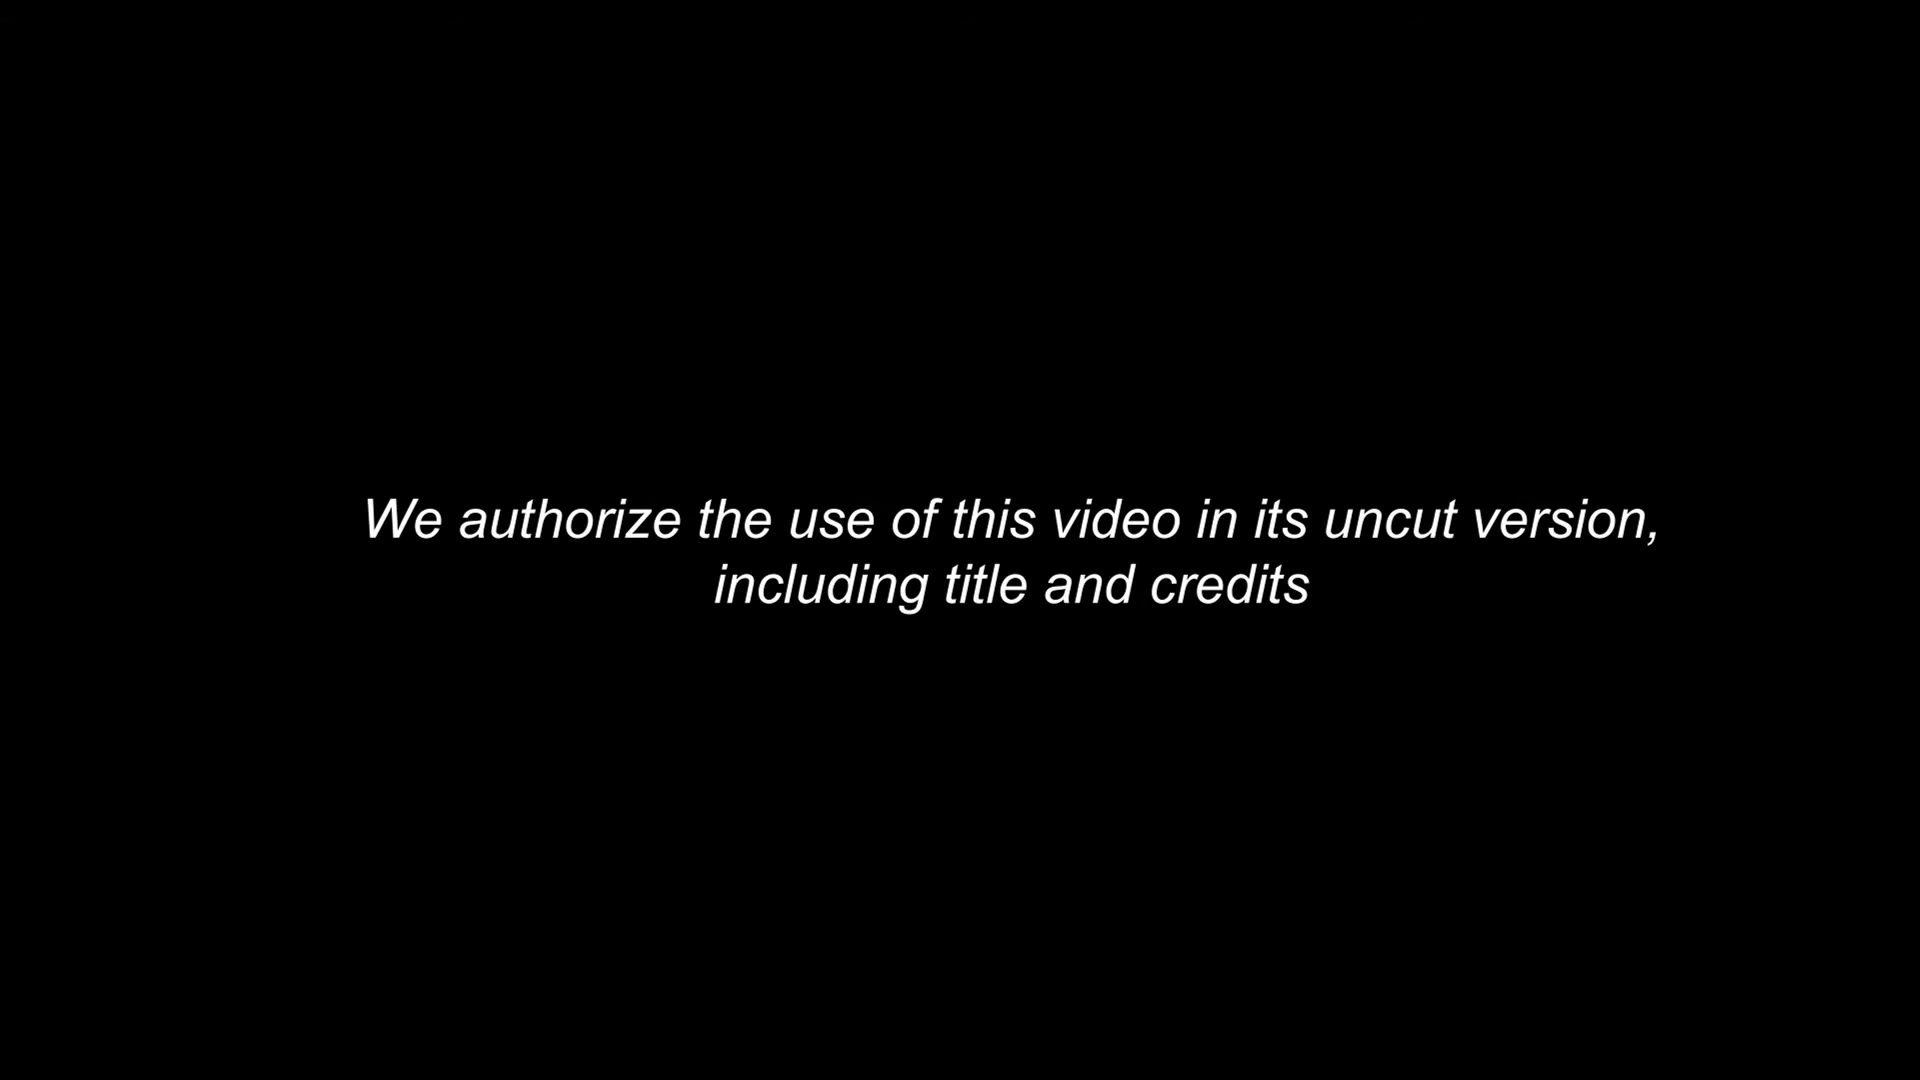 We authorize the use of this video in its uncut version,
including title and credits